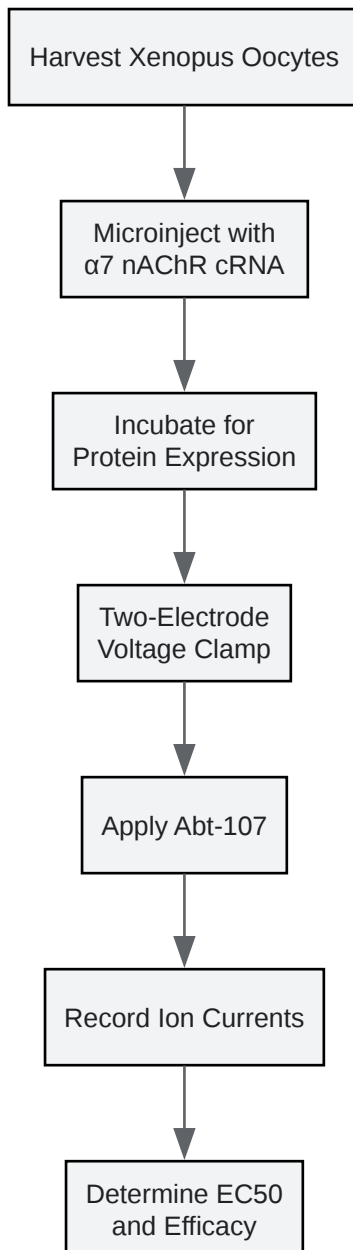 Harvest Xenopus Oocytes
Microinject with
α7 nAChR cRNA
Incubate for
Protein Expression
Two-Electrode
Voltage Clamp
Apply Abt-107
Record Ion Currents
Determine EC50
and Efficacy